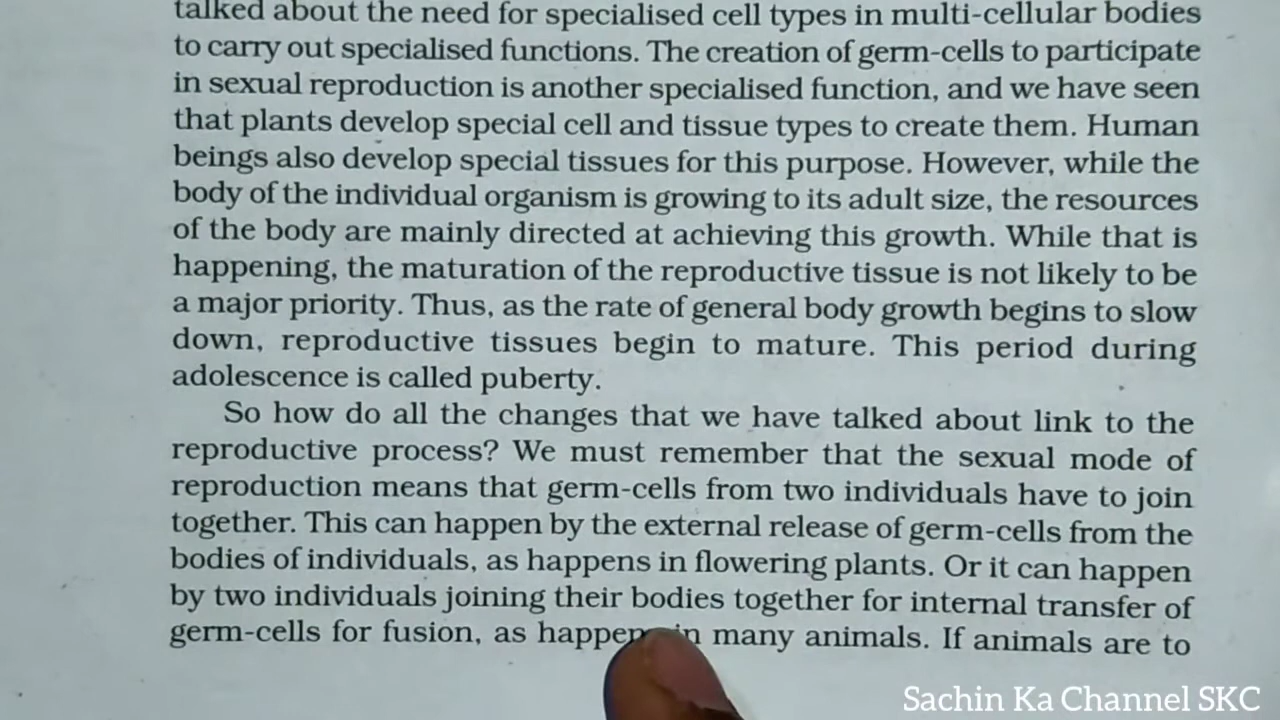 talked about the need for specialised cell types in multi-cellular bodies
to carry out specialised functions. The creation of germ-cells to participate
in sexual reproduction is another specialised function, and we have seen
that plants develop special cell and tissue types to create them. Human
beings also develop special tissues for this purpose. However, while the
body of the individual organism is growing to its adult size, the resources
of the body are mainly directed at achieving this growth. While that is
happening, the maturation of the reproductive tissue is not likely to be
a major priority. Thus, as the rate of general body growth begins to slow
down, reproductive tissues begin to mature. This period during
adolescence is called puberty.
So how do all the changes that we have talked about link to the
reproductive process? We must remember that the sexual mode of
reproduction means that germ-cells from two individuals have to join
together. This can happen by the external release of germ-cells from the
bodies of individuals, as happens in flowering plants. Or it can happen
by two individuals joining their bodies together for internal transfer of
germ-cells for fusion, as in many animals. If animals are to
Sachin Ka Channel SKC